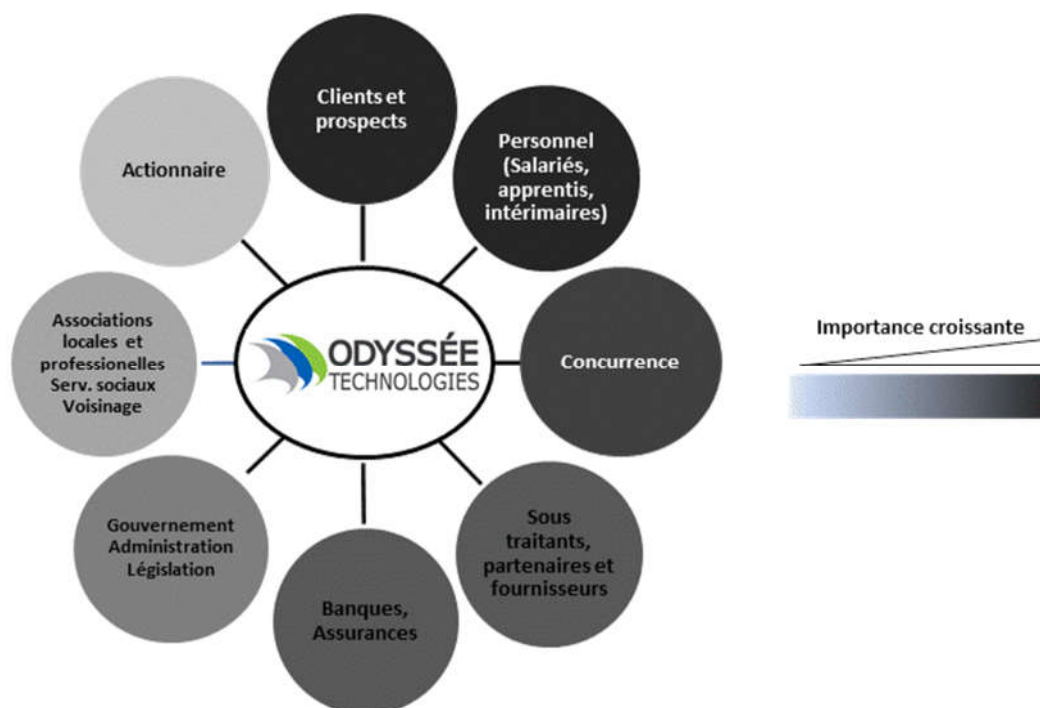 Clients et
prospects
Personnel
(Salariés,
apprentis,
intérimaires)
Concurrence
Sous
traitants,
partenaires et
fournisseurs
Banques,
Assurances
Gouvernement
Administration
Législation
Associations
locales et
professionelles
Serv. sociaux
Voisinage
Actionnaire
ODYSSÉE
TECHNOLOGIES
Importance croissante